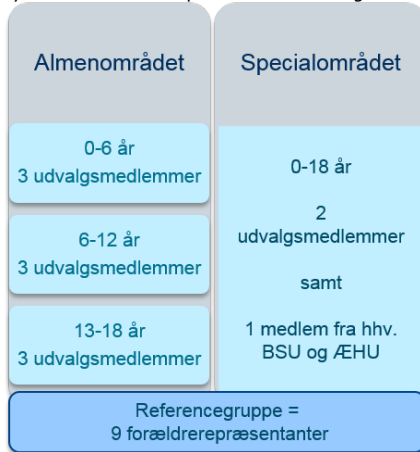 Almenområdet
0-6 år
3 udvalgsmedlemmer
6-12 år
3 udvalgsmedlemmer
13-18 år
3 udvalgsmedlemmer
Specialområdet
0-18 år
2
udvalgsmedlemmer
samt
1 medlem fra hhv.
BSU og ÆHU
Referencegruppe =
9 forældrerepræsentanter